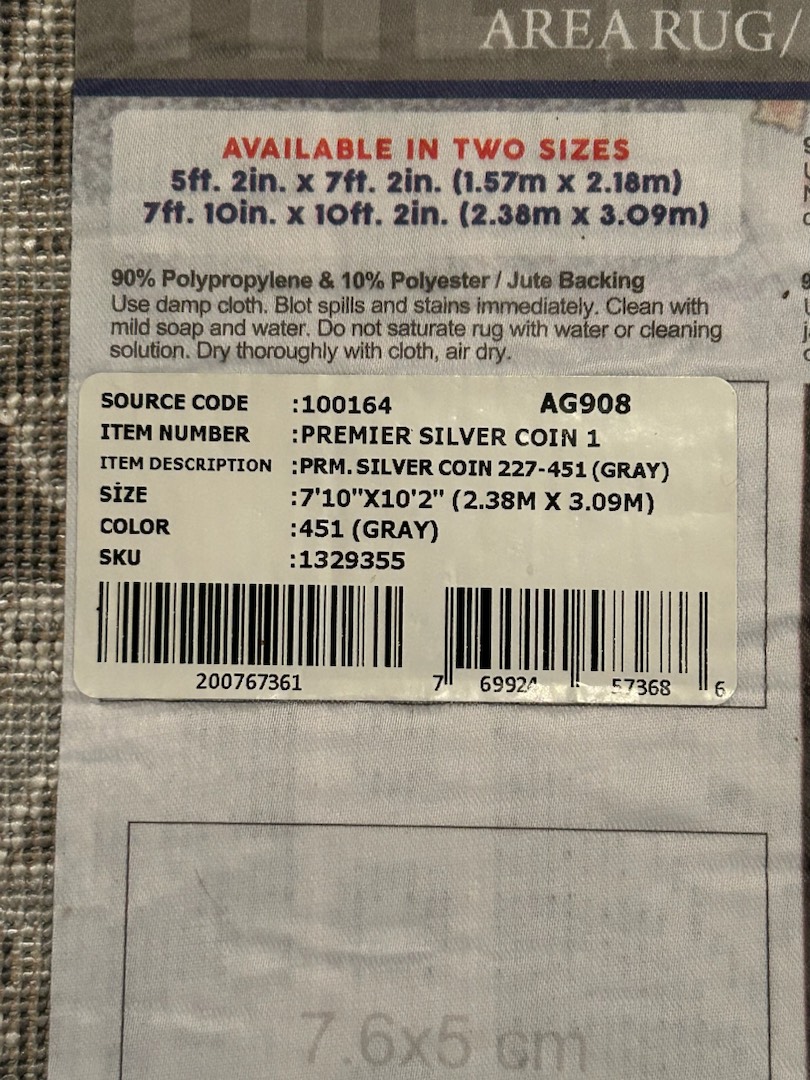 AREA RUG/
AVAILABLE IN TWO SIZES
5ft. 2in. x 7ft. 2in. (1.57m x 2.18m)
7ft. 10in. x 10ft. 2in. (2.38m x 3.09m)
90% Polypropylene & 10% Polyester / Jute Backing
Use damp cloth. Blot spills and stains immediately. Clean with
mild soap and water. Do not saturate rug with water or cleaning
solution. Dry thoroughly with cloth, air dry.
SOURCE CODE :100164 AG908
ITEM NUMBER :PREMIER SILVER COIN 1
ITEM DESCRIPTION :PRM. SILVER COIN 227-451 (GRAY)
SİZE :7'10"X10'2" (2.38M X 3.09M)
COLOR :451 (GRAY)
SKU :1329355
200767361 7 69924 57368 6
7.6x5 cm